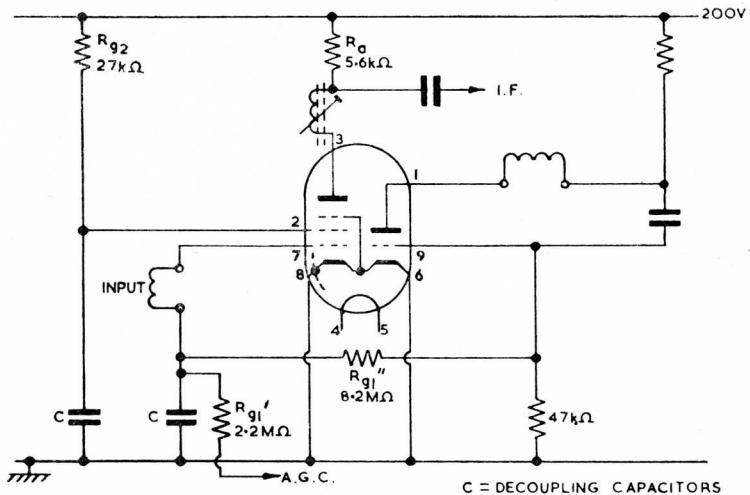 200V
Rg2
27kΩ
Ra
5.6kΩ
I.F.
3
1
2
7
9
8
6
INPUT
4
5
Rg1"
8.2MΩ
C
C
Rg1'
2·2MΩ
47kΩ
A.G.C.
C = DECOUPLING CAPACITORS